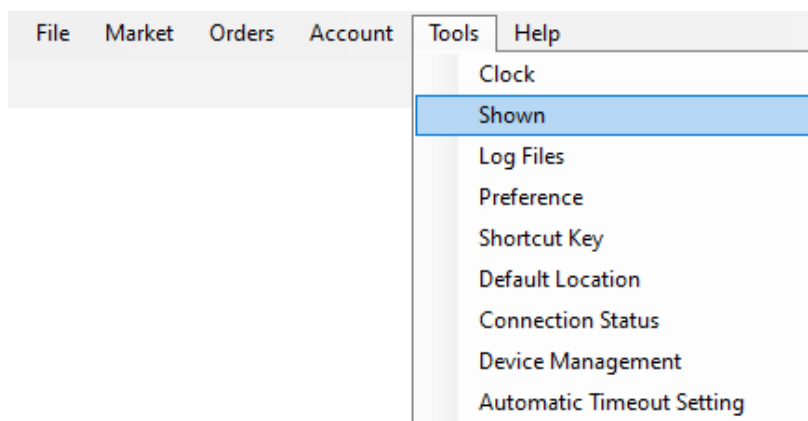 File Market Orders Account Tools Help
Clock
Shown
Log Files
Preference
Shortcut Key
Default Location
Connection Status
Device Management
Automatic Timeout Setting